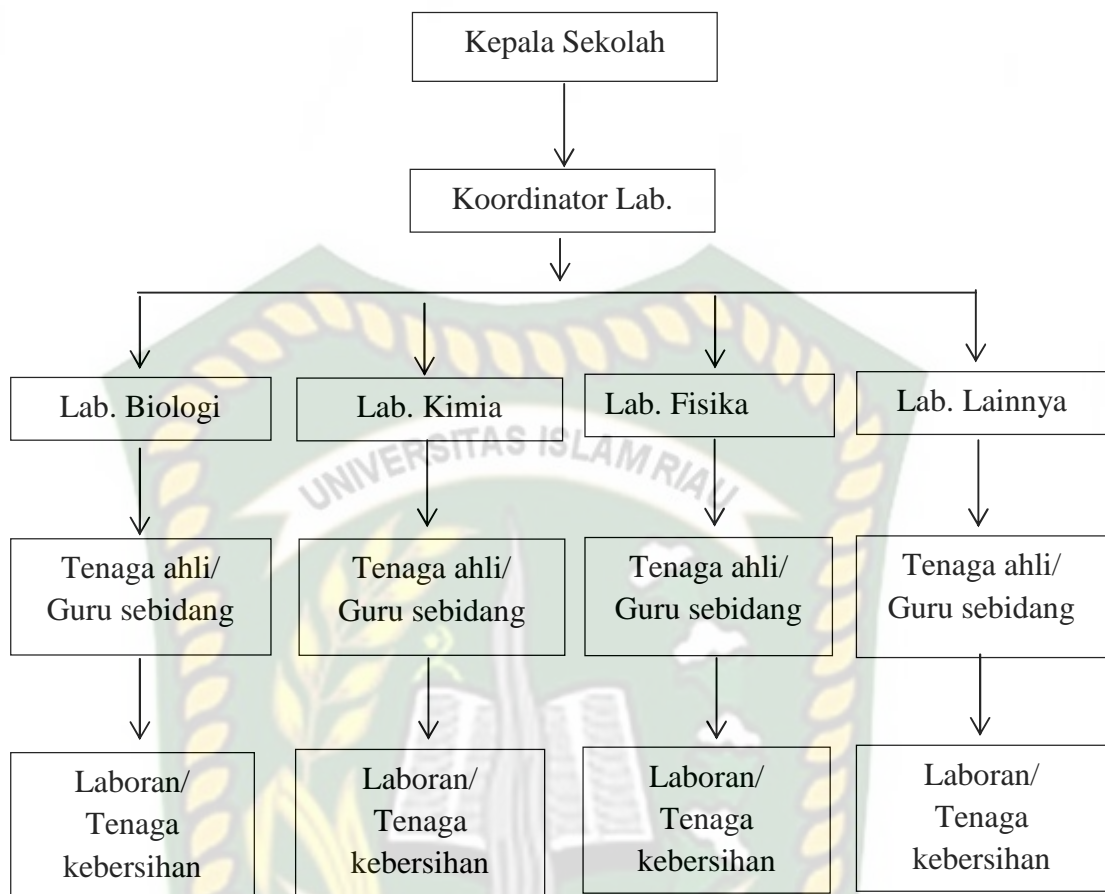 Kepala Sekolah
Koordinator Lab.
Lab. Biologi
Lab. Kimia
Lab. Fisika
Lab. Lainnya
UNIVERSITAS ISLAM RIAU
Tenaga ahli/
Guru sebidang
Tenaga ahli/
Guru sebidang
Tenaga ahli/
Guru sebidang
Tenaga ahli/
Guru sebidang
Laboran/
Tenaga
kebersihan
Laboran/
Tenaga
kebersihan
Laboran/
Tenaga
kebersihan
Laboran/
Tenaga
kebersihan